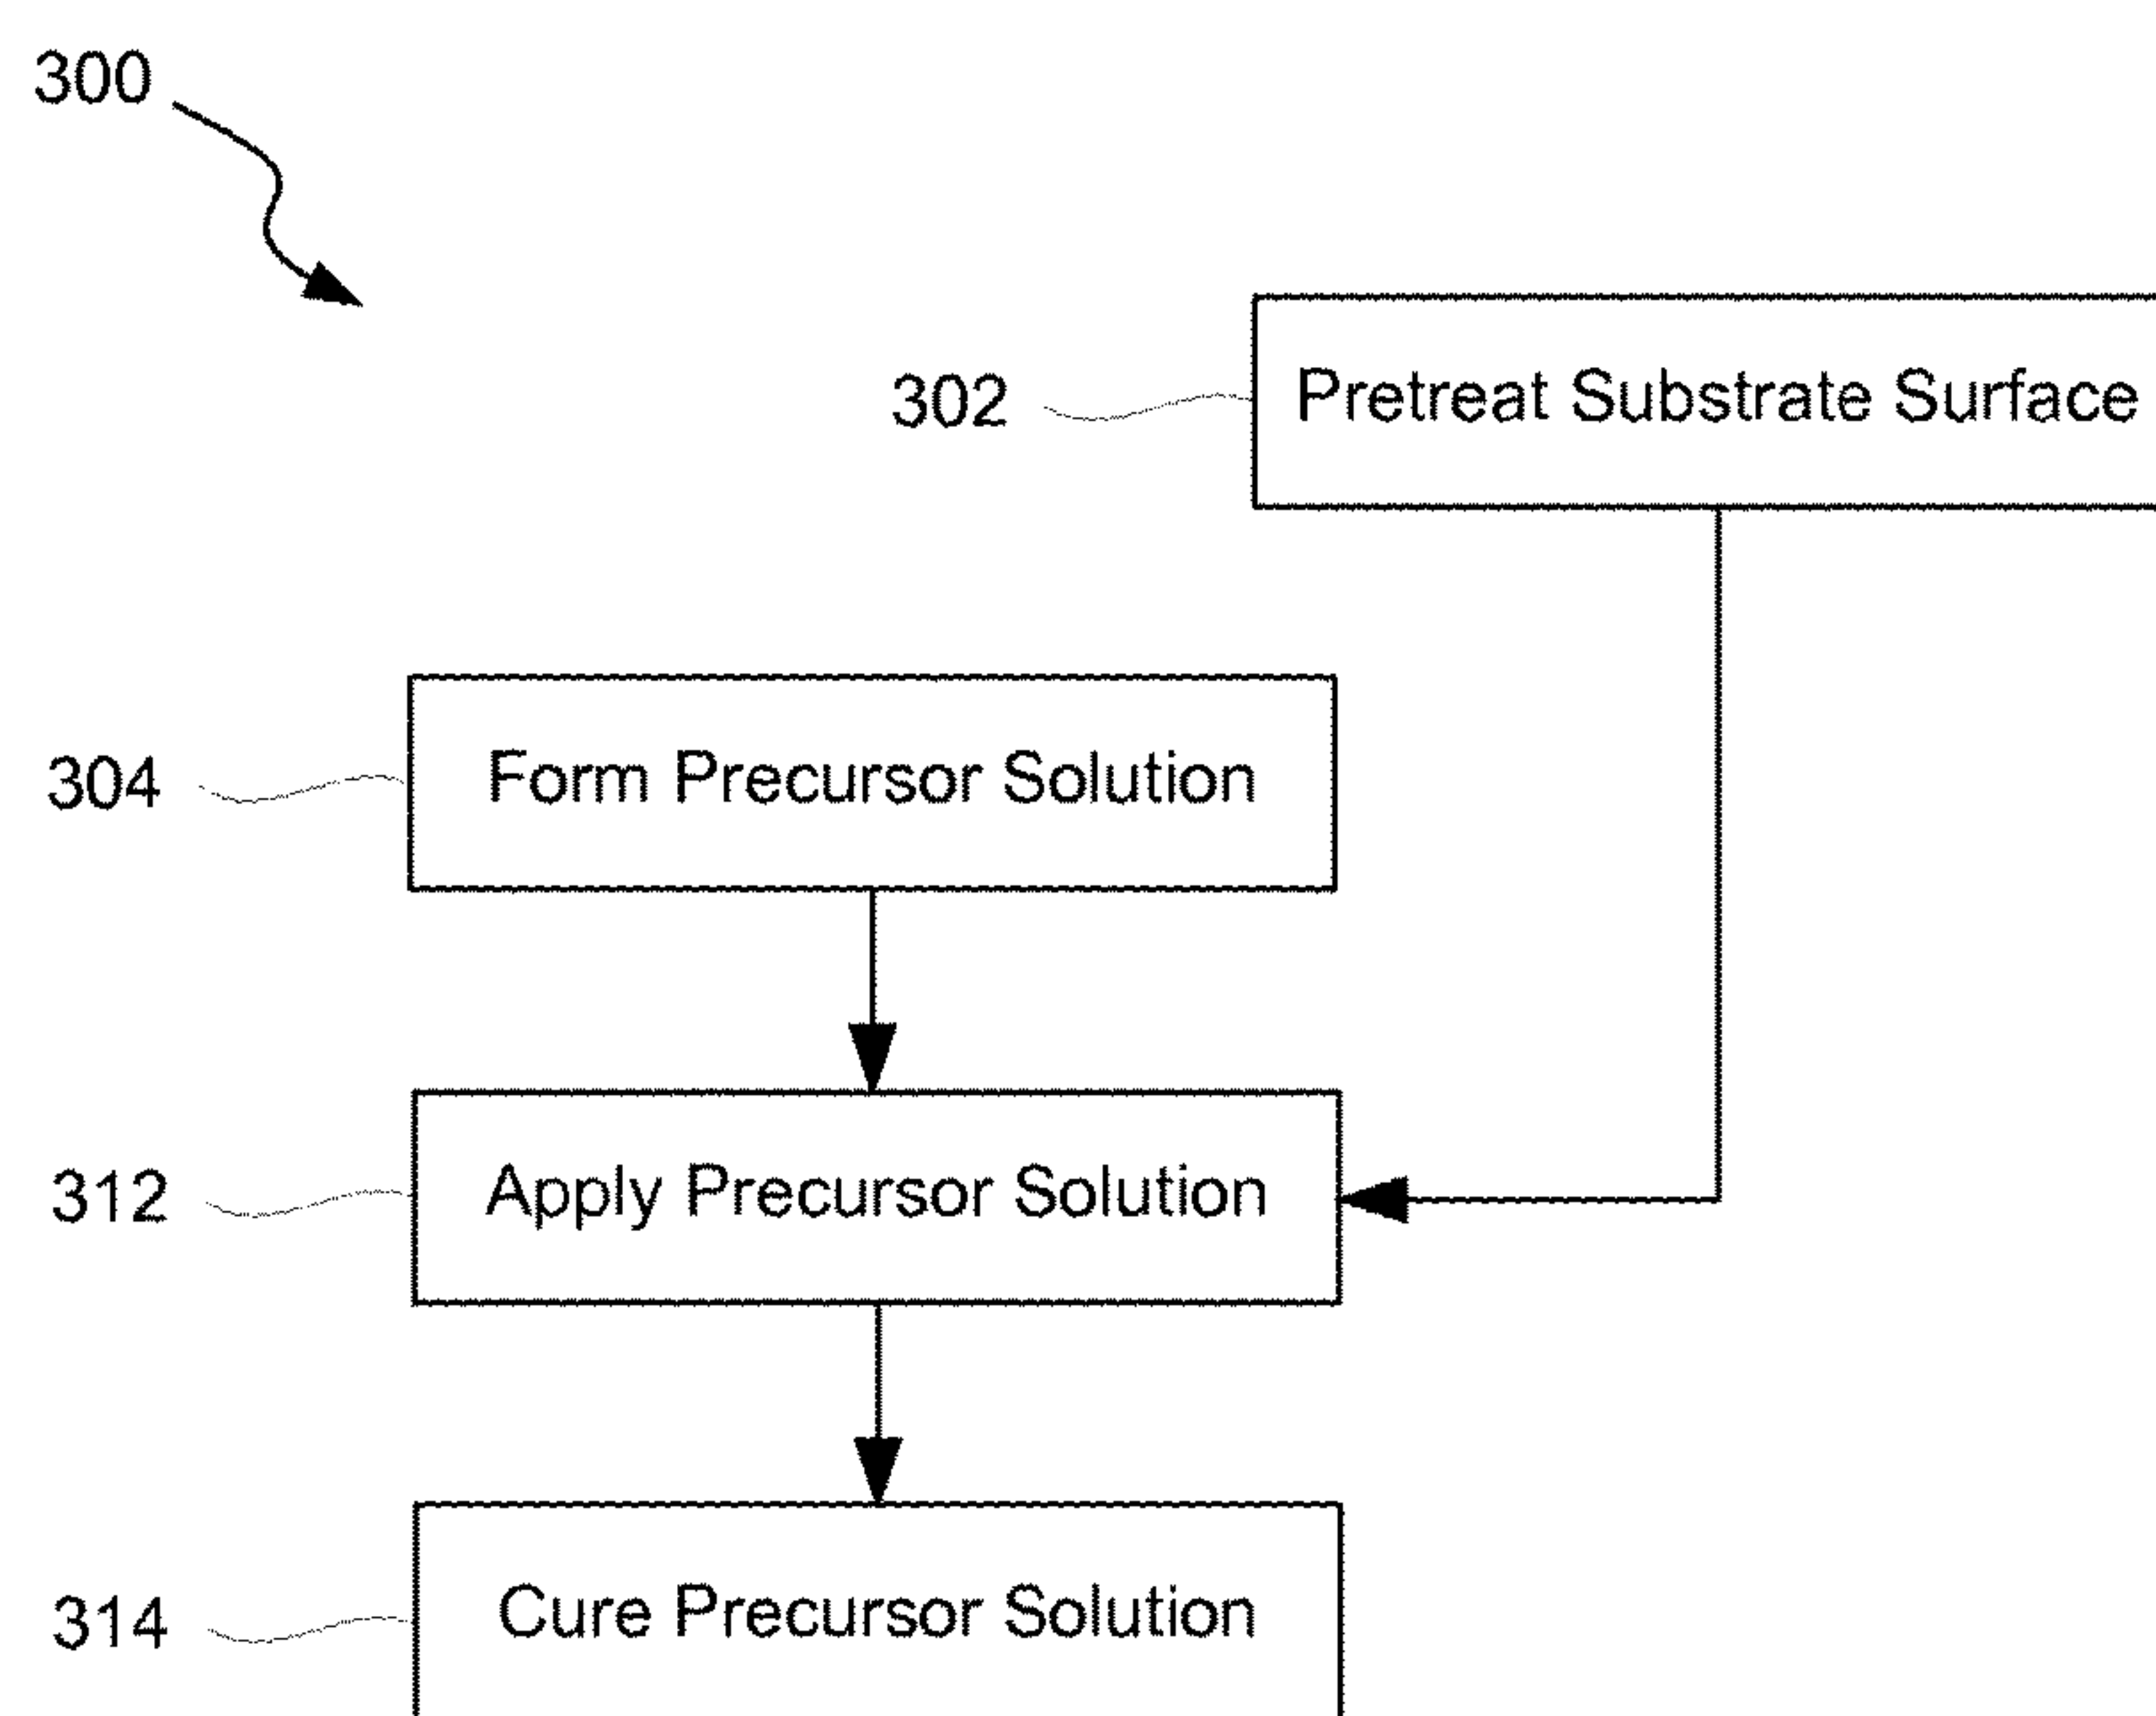 300
302 Pretreat Substrate Surface
304 Form Precursor Solution
312 Apply Precursor Solution
314 Cure Precursor Solution